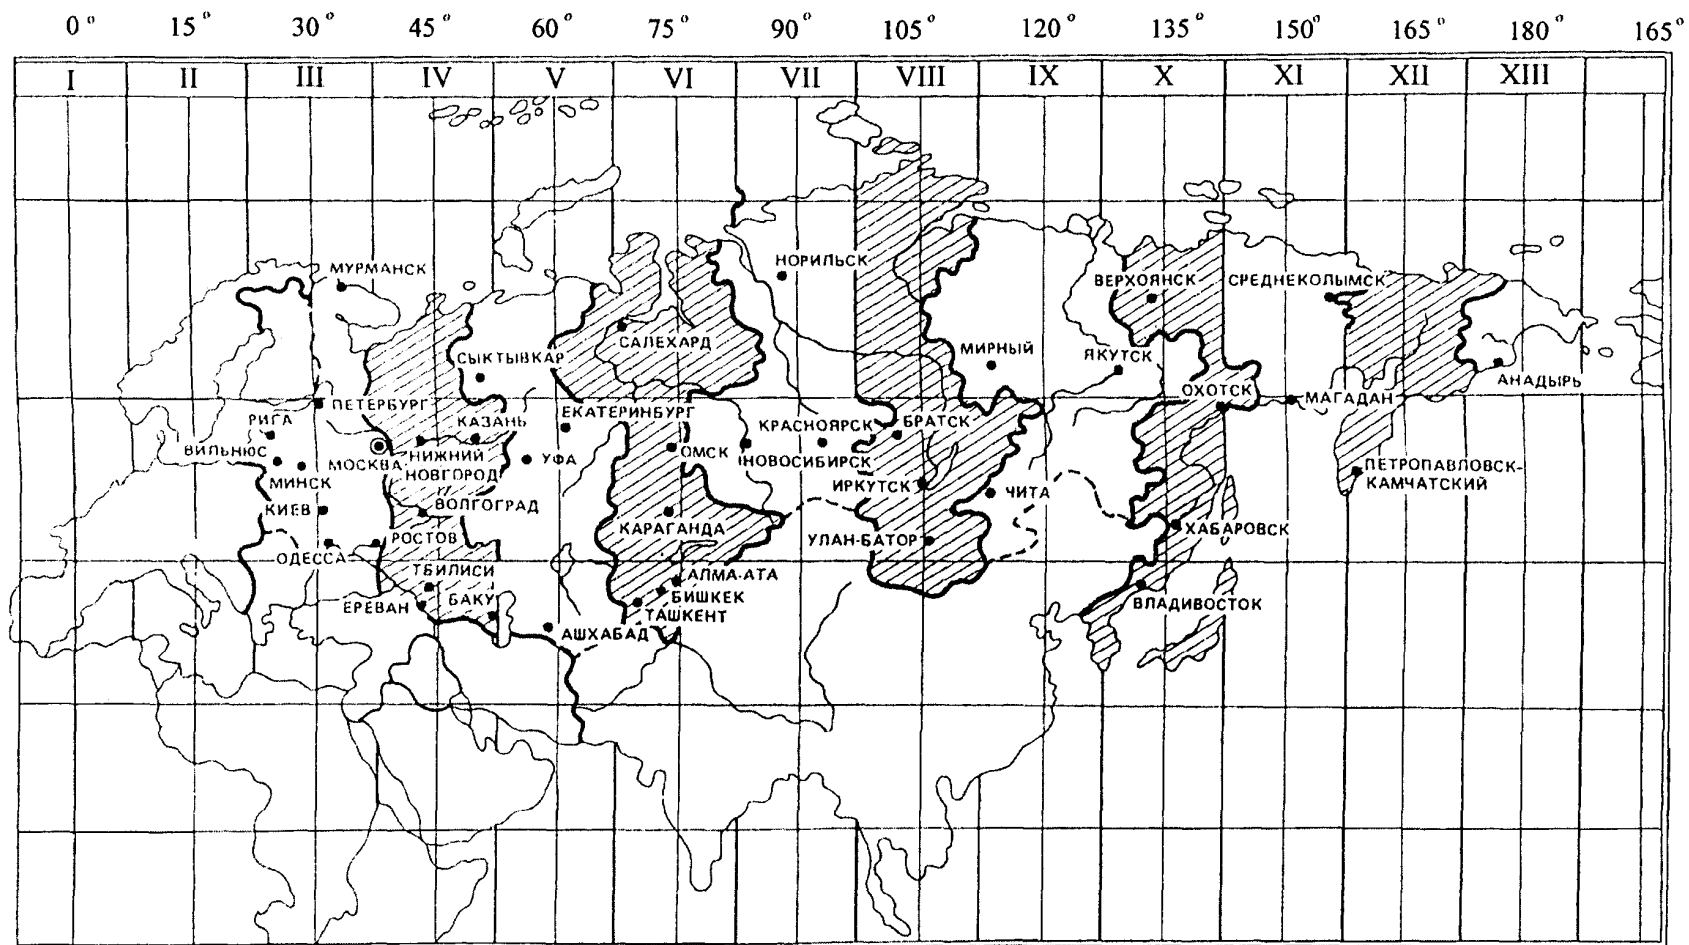 0° 15° 30° 45° 60° 75° 90° 105° 120° 135° 150° 165° 180° 165°
I II III IV V VI VII VIII IX X XI XII XIII
МУРМАНСК
НОРИЛЬСК
ВЕРХОЯНСК
СРЕДНЕКОЛЫМСК
САЛЕХАРД
СЫКТЫВКАР
МИРНЫЙ
ЯКУТСК
АНАДЫРЬ
ОХОТСК
МАГАДАН
ПЕТЕРБУРГ
ЕКАТЕРИНБУРГ
РИГА
КАЗАНЬ
КРАСНОЯРСК
БРАТСК
ВИЛЬНЮС
МОСКВА
НИЖНИЙ
НОВГОРОД
УФА
ОМСК
НОВОСИБИРСК
ПЕТРОПАВЛОВСК-
КАМЧАТСКИЙ
МИНСК
ИРКУТСК
ЧИТА
КИЕВ
ВОЛГОГРАД
КАРАГАНДА
ХАБАРОВСК
РОСТОВ
УЛАН-БАТОР
ОДЕССА
ТБИЛИСИ
АЛМА-АТА
БИШКЕК
ЕРЕВАН
БАКУ
ТАШКЕНТ
ВЛАДИВОСТОК
АШХАБАД